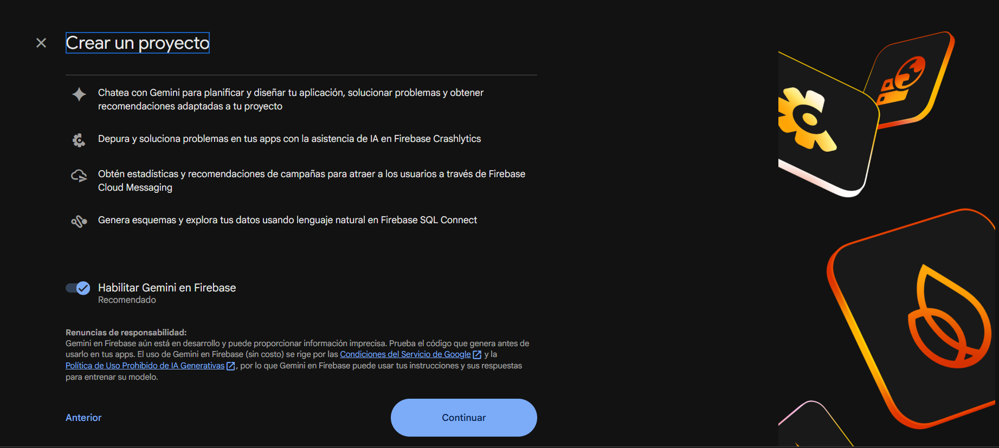 Crear un proyecto
Chatea con Gemini para planificar y diseñar tu aplicación, solucionar problemas y obtener
recomendaciones adaptadas a tu proyecto
Depura y soluciona problemas en tus apps con la asistencia de IA en Firebase Crashlytics
Obtén estadísticas y recomendaciones de campañas para atraer a los usuarios a través de Firebase
Cloud Messaging
Genera esquemas y explora tus datos usando lenguaje natural en Firebase SQL Connect
Habilitar Gemini en Firebase
Recomendado
Renuncias de responsabilidad:
Gemini en Firebase aún está en desarrollo y puede proporcionar información imprecisa. Prueba el código que genera antes de
usarlo en tus apps. El uso de Gemini en Firebase (sin costo) se rige por las Condiciones del Servicio de Google y la
Política de Uso Prohibido de IA Generativas, por lo que Gemini en Firebase puede usar tus instrucciones y sus respuestas
para entrenar su modelo.
Anterior
Continuar